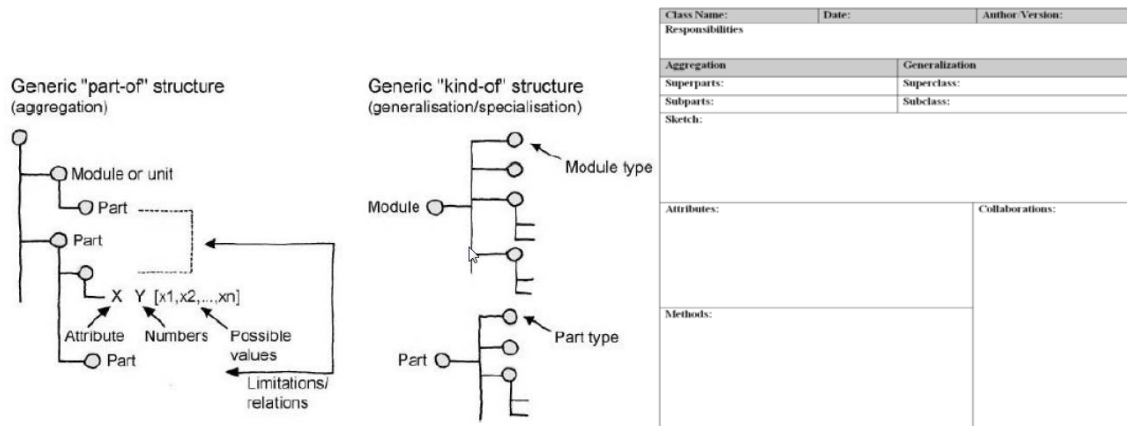 Generic "part-of" structure
(aggregation)
Module or unit
Part
Part
X Y [x1,x2,...,xn]
Attribute Numbers Possible
values
Part
Limitations/
relations
Generic "kind-of" structure
(generalisation/specialisation)
Module type
Module
Part type
Part
Class Name: Date: Author/Version:
Responsibilities
Aggregation Generalization
Superparts: Superclass:
Subparts: Subclass:
Sketch:
Attributes: Collaborations:
Methods: